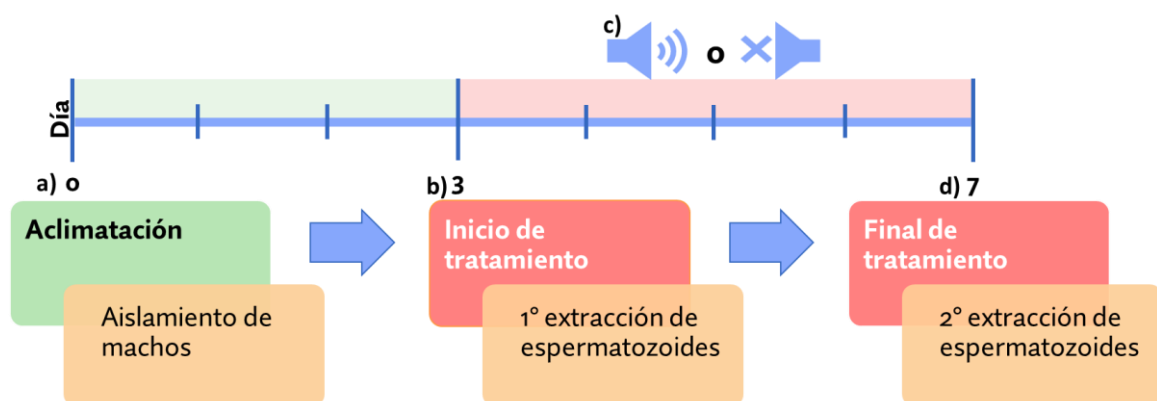 c)
o
Día
a) 0
b) 3
d) 7
Aclimatación
Aislamiento de
machos
Inicio de
tratamiento
1° extracción de
espermatozoides
Final de
tratamiento
2° extracción de
espermatozoides